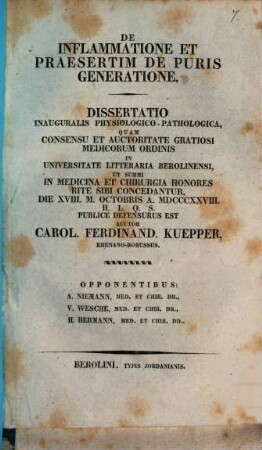 7.
DE
INFLAMMATIONE ET
PRAESERTIM DE PURIS
GENERATIONE.
DISSERTATIO
INAUGURALIS PHYSIOLOGICO-PATHOLOGICA,
QUAM
CONSENSU ET AUCTORITATE GRATIOSI
MEDICORUM ORDINIS
IN
UNIVERSITATE LITTERARIA BEROLINENSI,
UT SUMMI
IN MEDICINA ET CHIRURGIA HONORES
RITE SIBI CONCEDANTUR,
DIE XVIII. M. OCTOBRIS A. MDCCCXXVIII.
H. L. Q. S.
PUBLICE DEFENSURUS EST
AUCTOR
CAROL. FERDINAND. KUEPPER,
RHENANO-BORUSSUS.
OPPONENTIBUS:
A. NIEMANN, MED. ET CHIR. DR.,
V. WESCHE, MED. ET CHIR. DR.,
H. HERMANN, MED. ET CHIR. DD.,
BEROLINI, TYPIS JORDANIANIS.